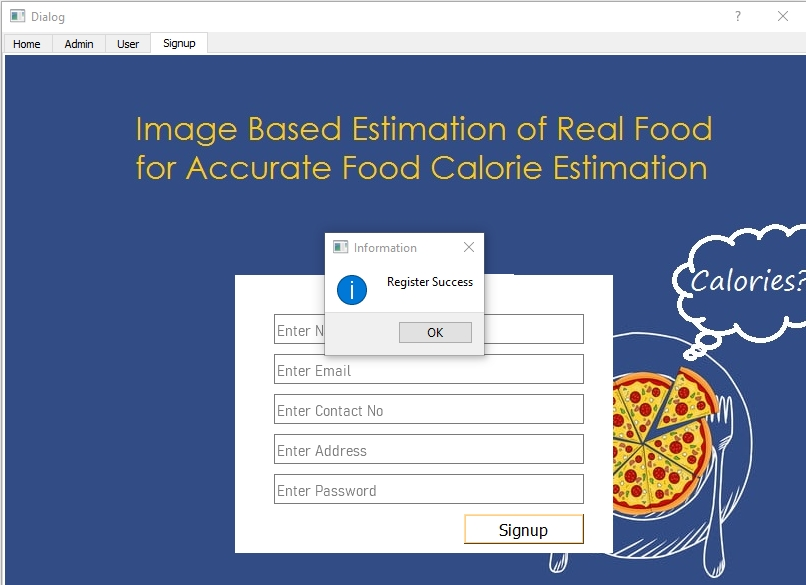 Dialog
?
Home Admin User Signup
Image Based Estimation of Real Food
for Accurate Food Calorie Estimation
Information
Register Success
OK
Calories?
Enter N
Enter Email
Enter Contact No
Enter Address
Enter Password
Signup